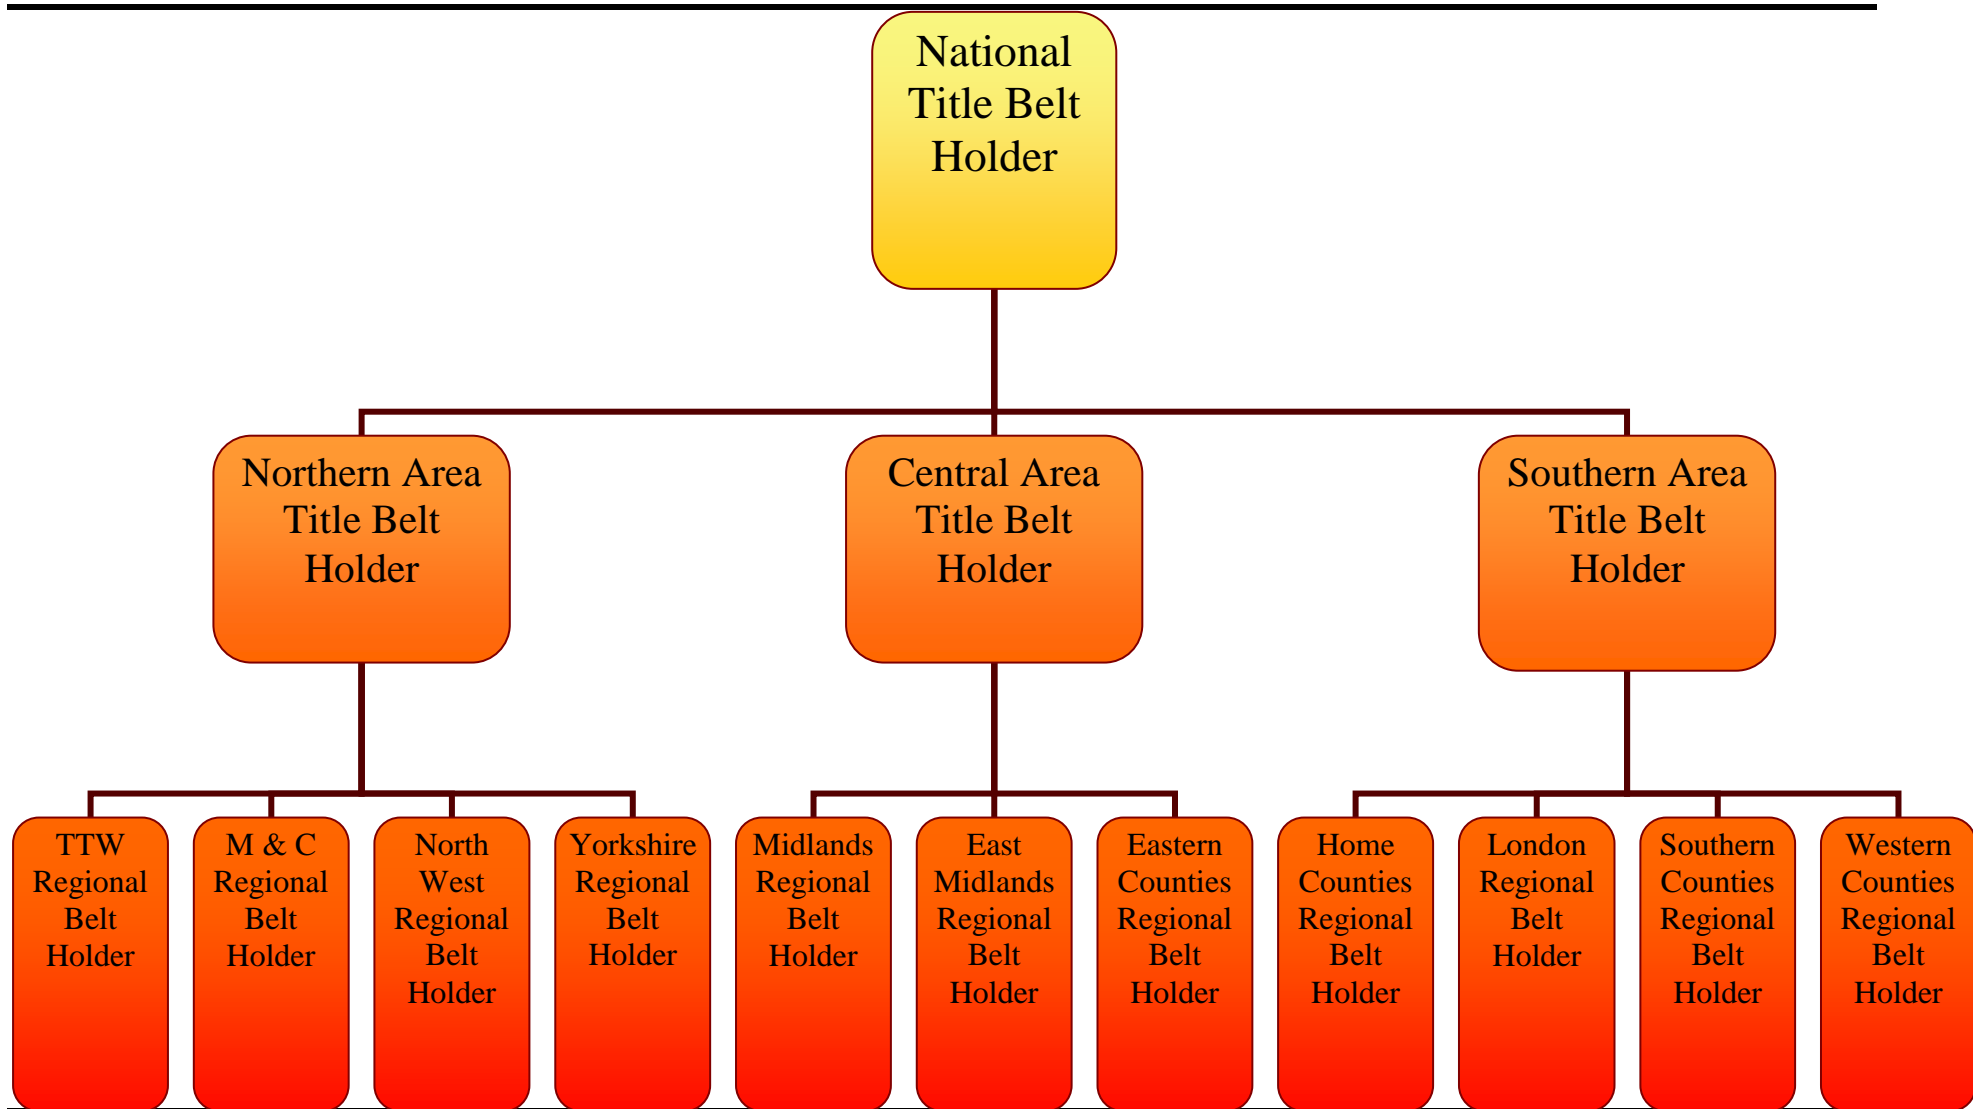 National
Title Belt
Holder
Northern Area
Title Belt
Holder
Central Area
Title Belt
Holder
Southern Area
Title Belt
Holder
TTW
Regional
Belt
Holder
M & C
Regional
Belt
Holder
North
West
Regional
Belt
Holder
Yorkshire
Regional
Belt
Holder
Midlands
Regional
Belt
Holder
East
Midlands
Regional
Belt
Holder
Eastern
Counties
Regional
Belt
Holder
Home
Counties
Regional
Belt
Holder
London
Regional
Belt
Holder
Southern
Counties
Regional
Belt
Holder
Western
Counties
Regional
Belt
Holder